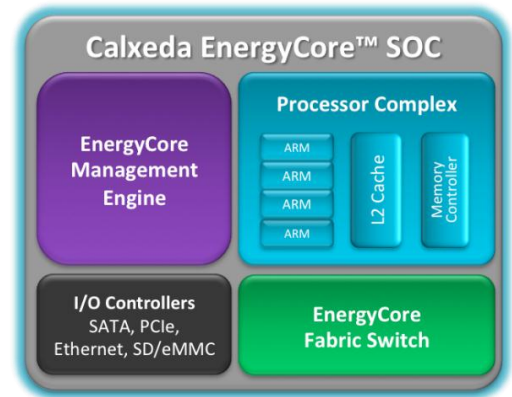 Calxeda EnergyCore™ SOC
EnergyCore
Management
Engine
Processor Complex
ARM
ARM
ARM
ARM
L2 Cache
Memory
Controller
I/O Controllers
SATA, PCIe,
Ethernet, SD/eMMC
EnergyCore
Fabric Switch